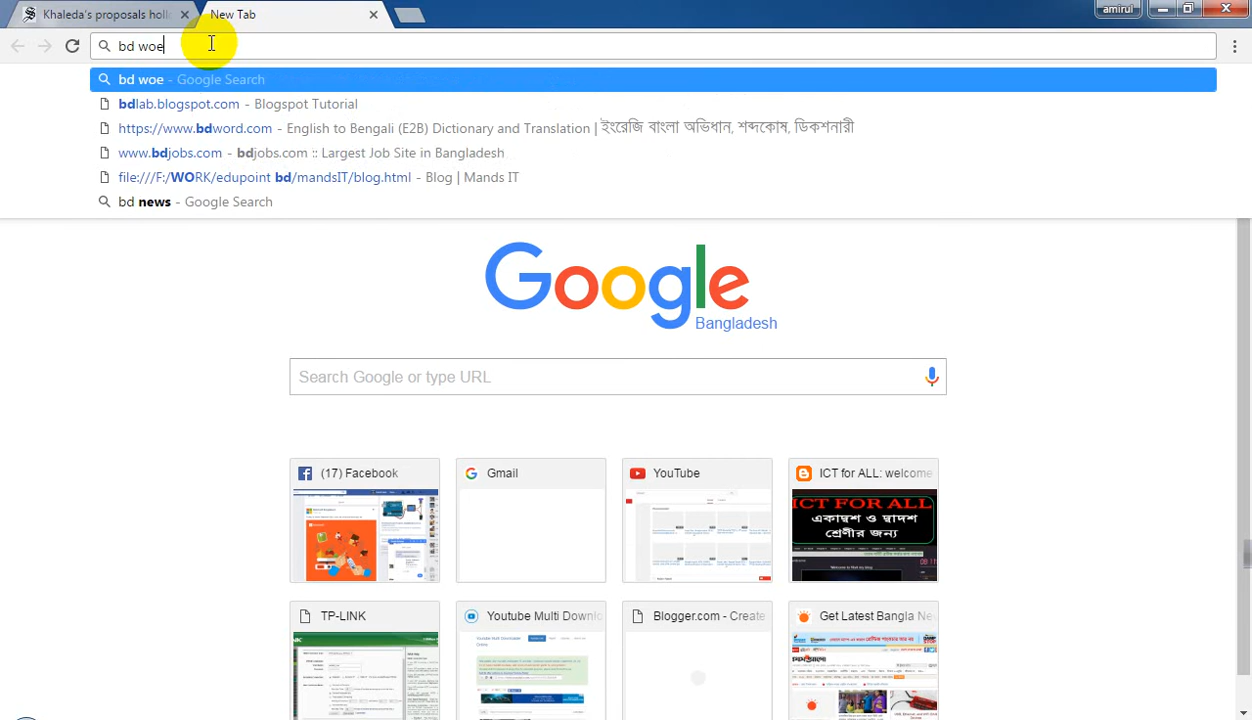 Khaleda's proposals holl
New Tab
amirul
bd woe
bd woe - Google Search
bdlab.blogspot.com - Blogspot Tutorial
https://www.bdword.com - English to Bengali (E2B) Dictionary and Translation | ইংরেজি বাংলা অভিধান, শব্দকোষ, ডিকশনারী
www.bdjobs.com - bdjobs.com :: Largest Job Site in Bangladesh
file:///F:/WORK/edupoint bd/mandsIT/blog.html - Blog | Mands IT
bd news - Google Search
Google
Bangladesh
Search Google or type URL
(17) Facebook
Gmail
YouTube
ICT for ALL: welcome
ICT FOR ALL
একাদ্বশ ও দ্বাদশ
শ্রেণীর জন্য
TP-LINK
Youtube Multi Downlo
Blogger.com - Create
Get Latest Bangla Ne